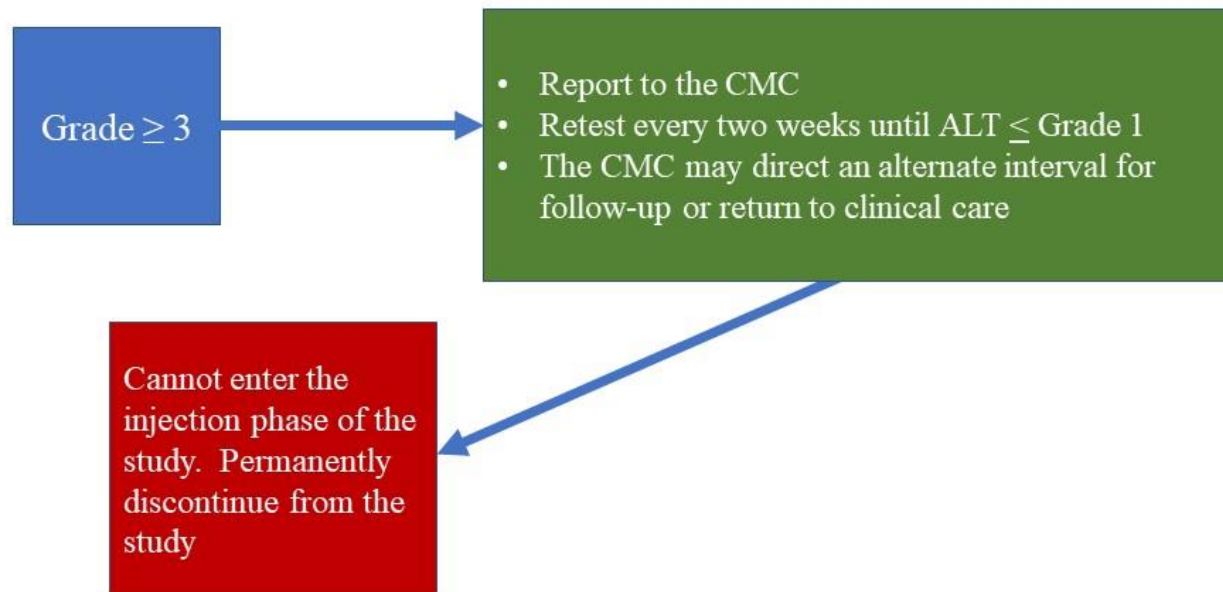 Grade ≥ 3
• Report to the CMC
• Retest every two weeks until ALT ≤ Grade 1
• The CMC may direct an alternate interval for
follow-up or return to clinical care
Cannot enter the
injection phase of the
study.  Permanently
discontinue from the
study